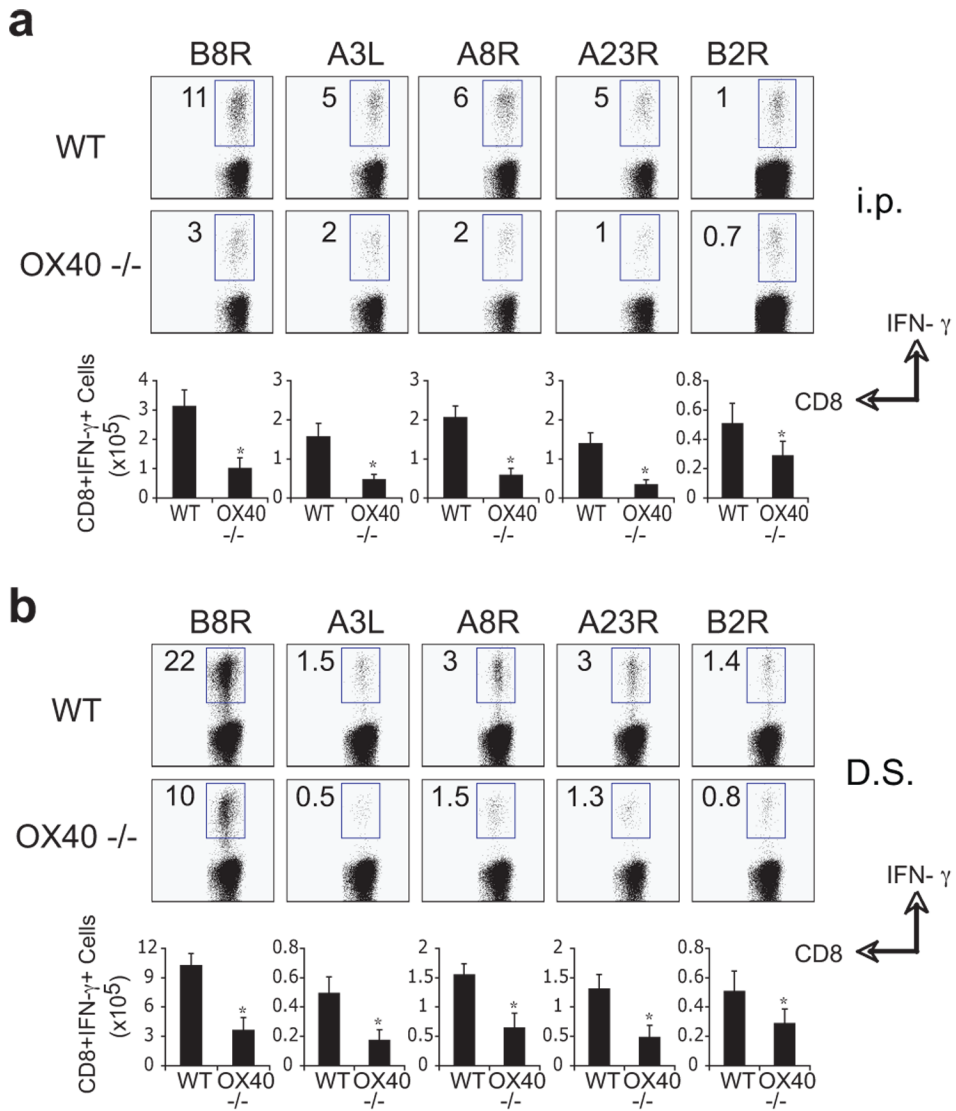 a
B8R A3L A8R A23R B2R
WT
11 5 6 5 1
i.p.
OX40 -/-
3 2 2 1 0.7
IFN- γ
CD8
CD8+IFN-γ+ Cells
(x10⁵)
4 3 3 3 0.8
3 2 2 2 0.6
2 1 1 1 0.4
1 0 0 0 0.2
0 0
* * * * *
WT OX40 WT OX40 WT OX40 WT OX40 WT OX40
-/- -/- -/- -/- -/-
b
B8R A3L A8R A23R B2R
WT
22 1.5 3 3 1.4
D.S.
OX40 -/-
10 0.5 1.5 1.3 0.8
IFN- γ
CD8
CD8+IFN-γ+ Cells
(x10⁵)
12 0.8 2 2 0.8
9 0.6 1.5 1.5 0.6
6 0.4 1 1 0.4
3 0.2 0.5 0.5 0.2
0 0 0 0 0
* * * * *
WT OX40 WT OX40 WT OX40 WT OX40 WT OX40
-/- -/- -/- -/- -/-